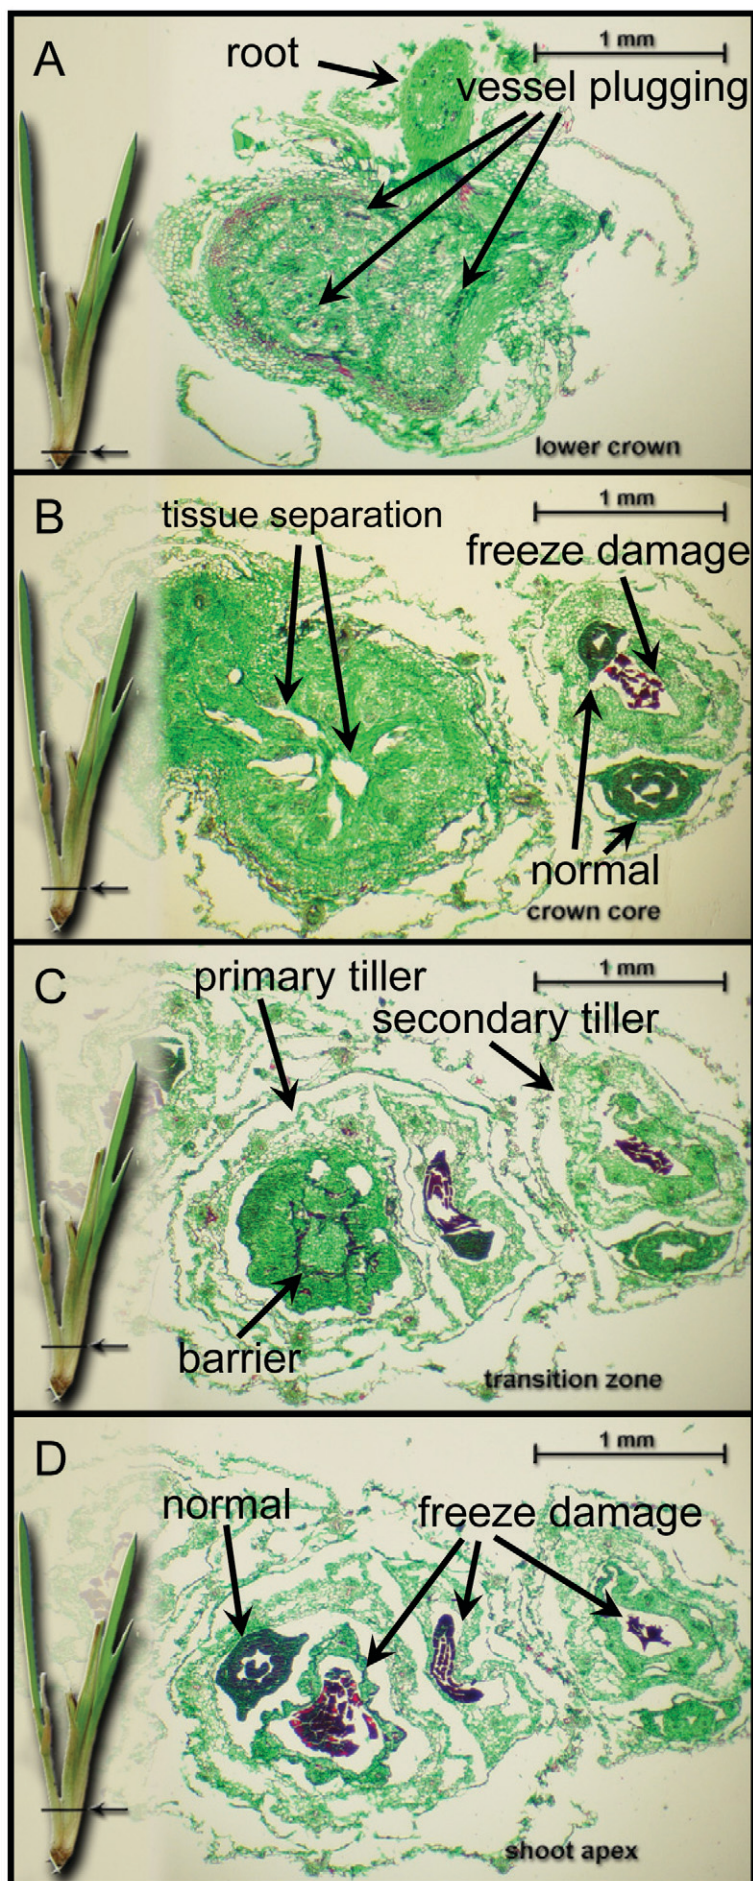 A
1 mm
root
vessel plugging
lower crown
B
1 mm
tissue separation
freeze damage
normal
crown core
C
1 mm
primary tiller
secondary tiller
barrier
transition zone
D
1 mm
normal
freeze damage
shoot apex